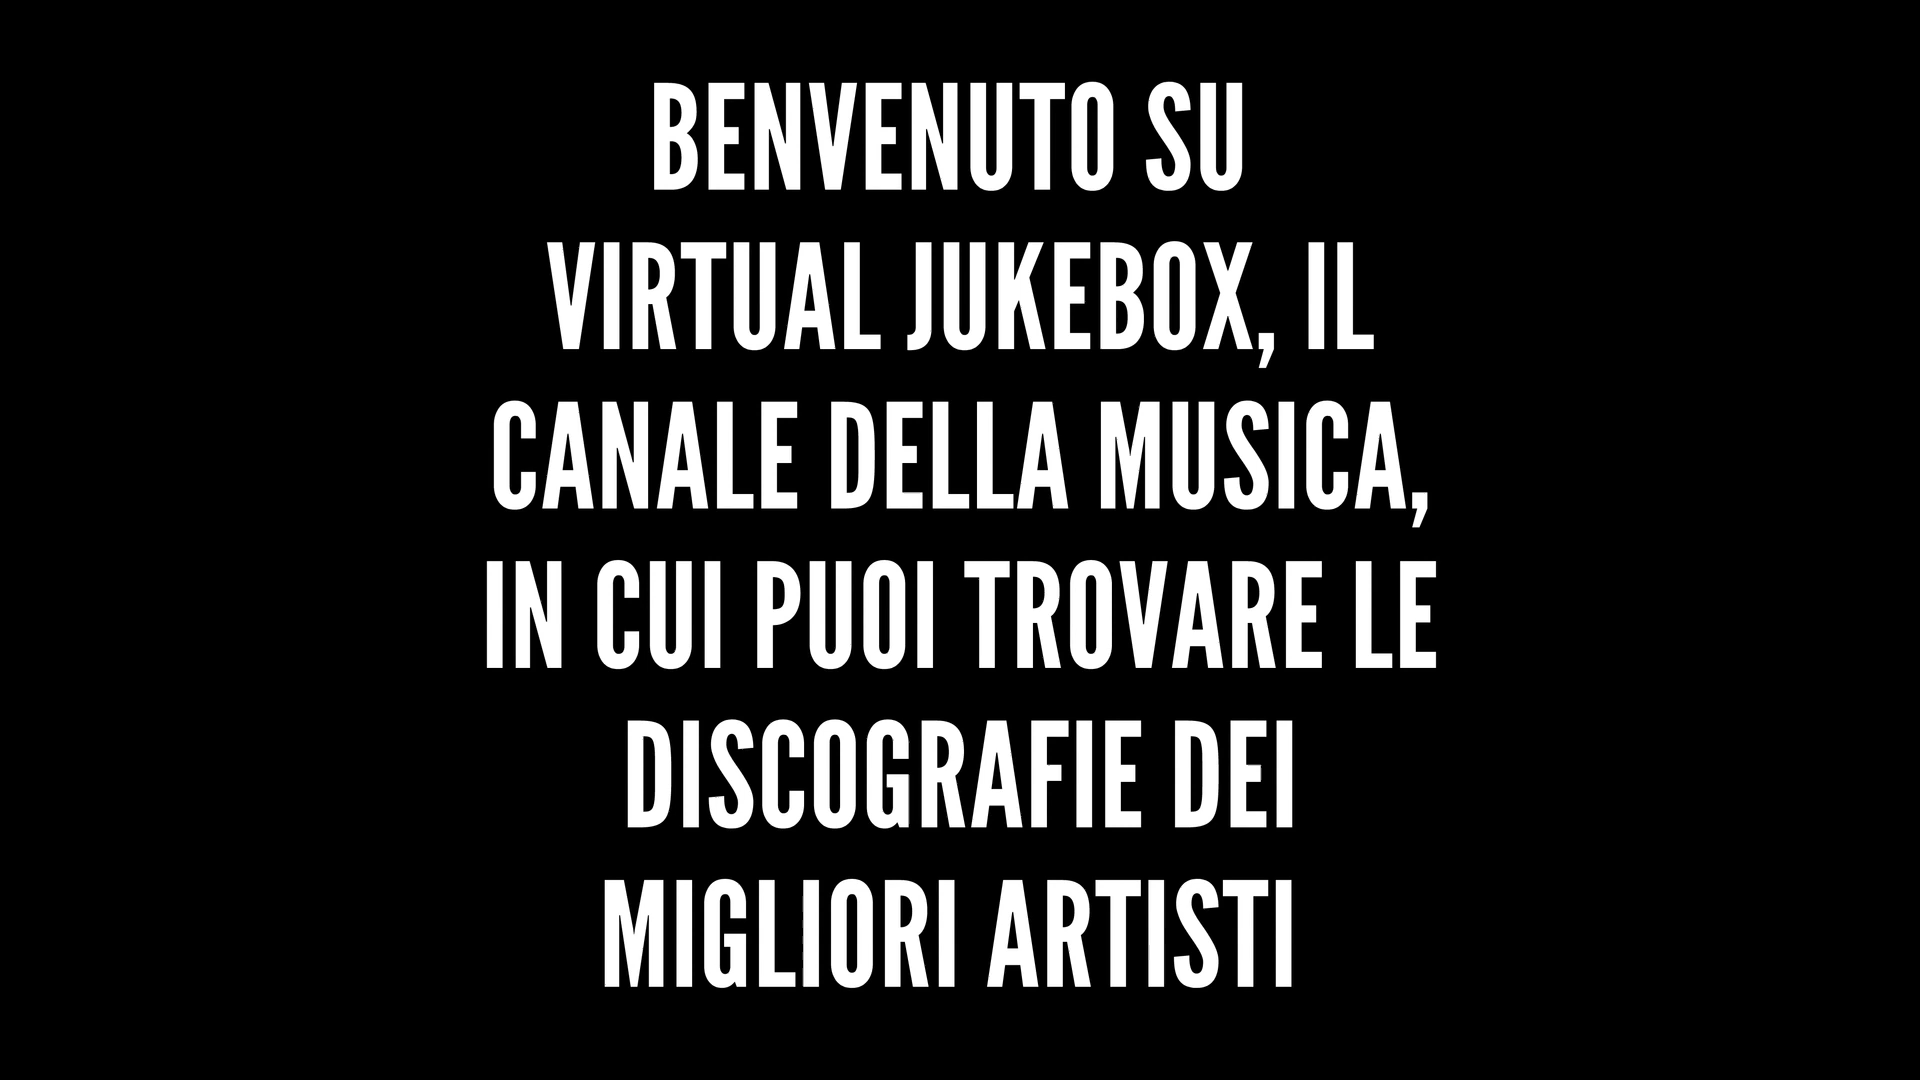 BENVENUTO SU
VIRTUAL JUKEBOX, IL
CANALE DELLA MUSICA,
IN CUI PUOI TROVARE LE
DISCOGRAFIE DEI
MIGLIORI ARTISTI